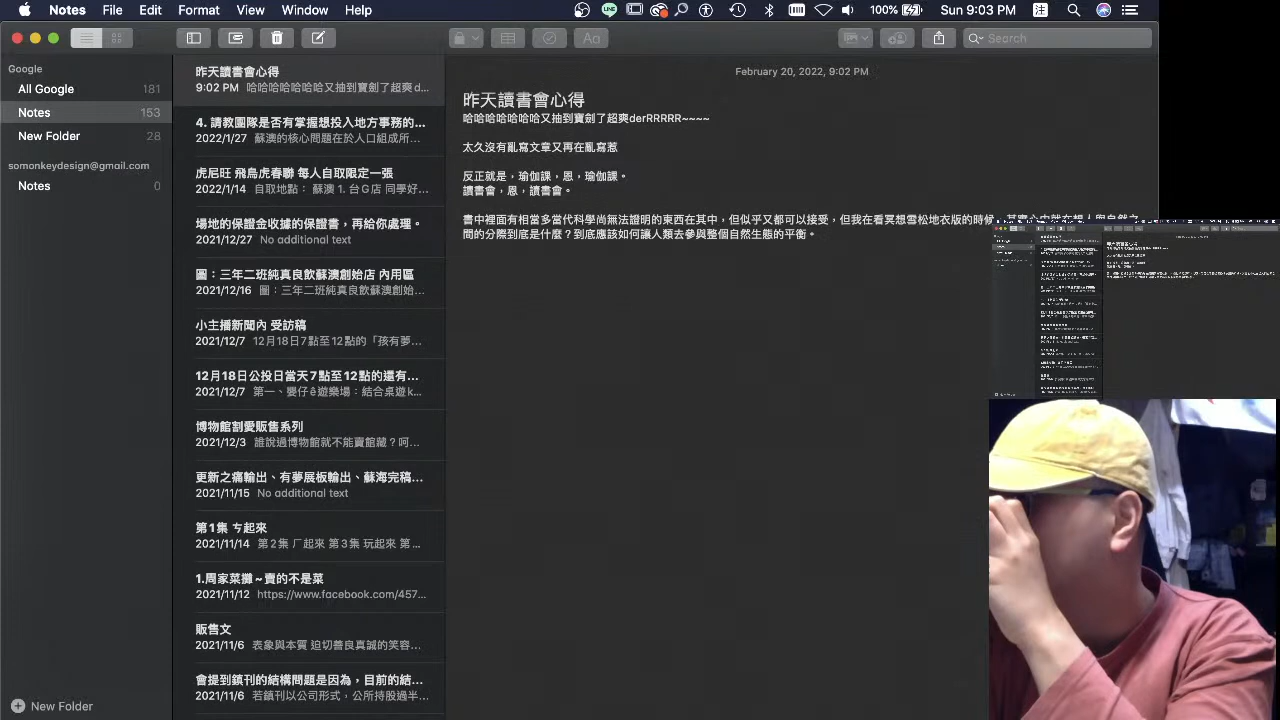 Notes File Edit Format View Window Help
100% Sun 9:03 PM 注
Aa
Search
Google
All Google 181
Notes 153
New Folder 28
somonkeydesign@gmail.com
Notes 0
New Folder
昨天讀書會心得
9:02 PM 哈哈哈哈哈哈哈又抽到寶劍了超爽d...
4. 請教團隊是否有掌握想投入地方事務的...
2022/1/27 蘇澳的核心問題在於人口組成所...
虎尼旺 飛鳥虎春聯 每人自取限定一張
2022/1/14 自取地點： 蘇澳 1. 台G店 同學好...
場地的保證金收據的保證書，再給你處理。
2021/12/27 No additional text
圖：三年二班純真良飲蘇澳創始店 內用區
2021/12/16 圖：三年二班純真良飲蘇澳創始...
小主播新聞內 受訪稿
2021/12/7 12月18日7點至12點的「孩有夢...
12月18日公投日當天7點至12點的還有...
2021/12/7 第一、嬰仔ê遊樂場：結合桌遊k...
博物館割愛販售系列
2021/12/3 誰說過博物館就不能賣館藏？呵...
更新之痛輸出、有夢展板輸出、蘇海完稿...
2021/11/15 No additional text
第1集 ㄘ起來
2021/11/14 第2集 ㄏ起來 第3集 玩起來 第...
1.周家菜攤~賣的不是菜
2021/11/12 https://www.facebook.com/457...
販售文
2021/11/6 表象與本質 迫切善良真誠的笑容...
會提到鎮刊的結構問題是因為，目前的結...
2021/11/6 若鎮刊以公司形式，公所持股過半...
February 20, 2022, 9:02 PM
昨天讀書會心得
哈哈哈哈哈哈哈又抽到寶劍了超爽derRRRRR~~~~
太久沒有亂寫文章又再在亂寫惹
反正就是，瑜伽課，恩，瑜伽課。
讀書會，恩，讀書會。
書中裡面有相當多當代科學尚無法證明的東西在其中，但似乎又都可以接受，但我在看冥想雪松地衣版的時候，其實心中就在想人與自然之
間的分際到底是什麼？到底應該如何讓人類去參與整個自然生態的平衡。